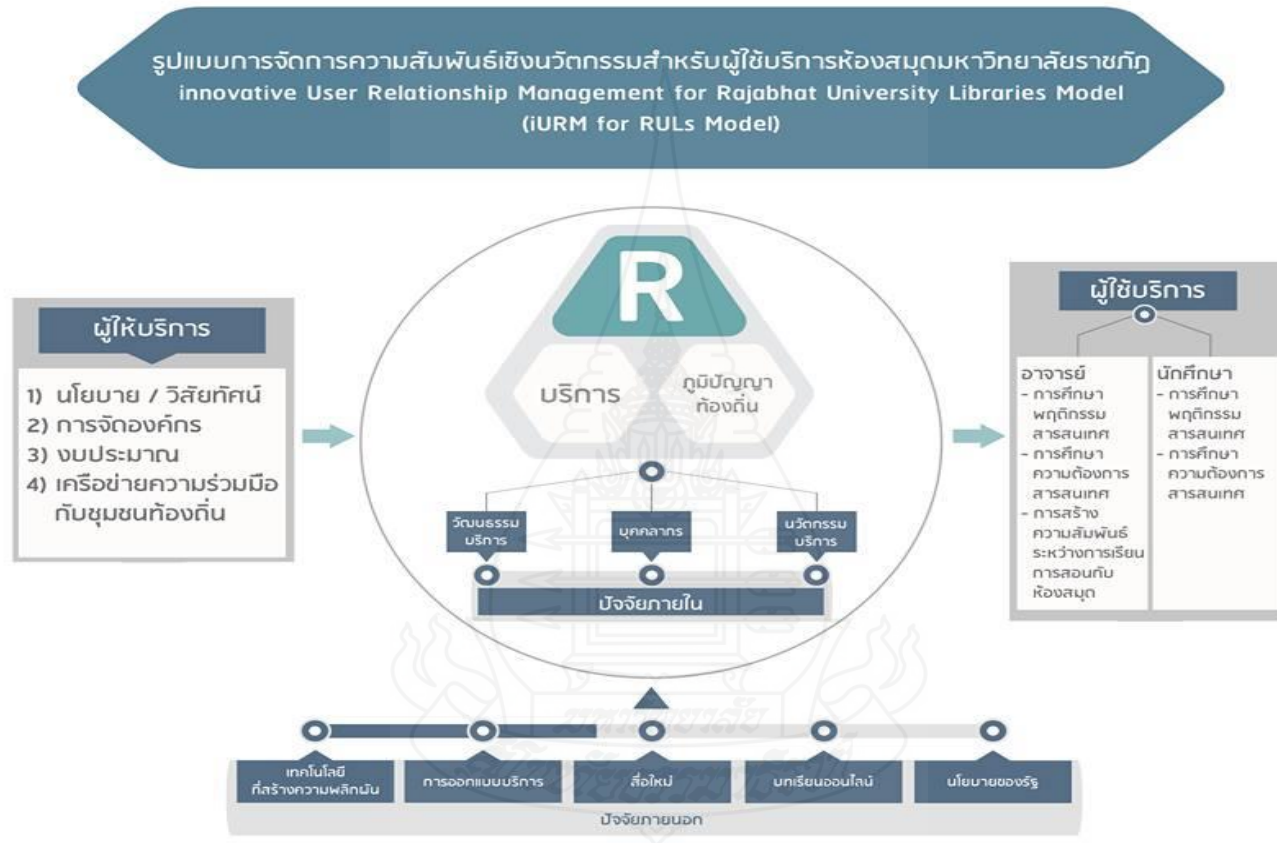 รูปแบบการจัดการความสัมพันธ์เชิงนวัตกรรมสำหรับผู้ใช้บริการห้องสมุดมหาวิทยาลัยราชภัฏ
innovative User Relationship Management for Rajabhat University Libraries Model
(iURM for RULs Model)
ผู้ให้บริการ
1) นโยบาย / วิสัยทัศน์
2) การจัดองค์กร
3) งบประมาณ
4) เครือข่ายความร่วมมือ
กับชุมชนท้องถิ่น
R
บริการ
ภูมิปัญญา
ท้องถิ่น
วัฒนธรรม
บริการ
บุคคลากร
นวัตกรรม
บริการ
ปัจจัยภายใน
ผู้ใช้บริการ
อาจารย์
- การศึกษา
พฤติกรรม
สารสนเทศ
- การศึกษา
ความต้องการ
สารสนเทศ
- การสร้าง
ความสัมพันธ์
ระหว่างการเรียน
การสอนกับ
ห้องสมุด
นักศึกษา
- การศึกษา
พฤติกรรม
สารสนเทศ
- การศึกษา
ความต้องการ
สารสนเทศ
เทคโนโลยี
ที่สร้างความพลิกผัน
การออกแบบบริการ
สื่อใหม่
บทเรียนออนไลน์
นโยบายของรัฐ
ปัจจัยภายนอก